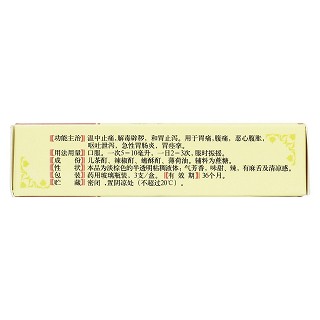 【功能主治】温中止痛、解毒辟秽、和胃止泻。用于胃痛、腹痛、恶心腹胀、
呕吐泄泻、急性胃肠炎、胃痉挛。
【用法用量】口服。一次5-10毫升,一日2-3次,服时振摇。
【成　　份】儿茶酊、辣椒酊、蟾酥酊、薄荷油。辅料为蔗糖。
【性　　状】本品为淡棕色的半透明粘稠液体;气芳香,味甜、辣,有麻舌及清凉感。
【包　　装】药用玻璃瓶装,3支/盒。【有 效 期】36个月。
【贮　　藏】密闭,置阴凉处(不超过20℃)。